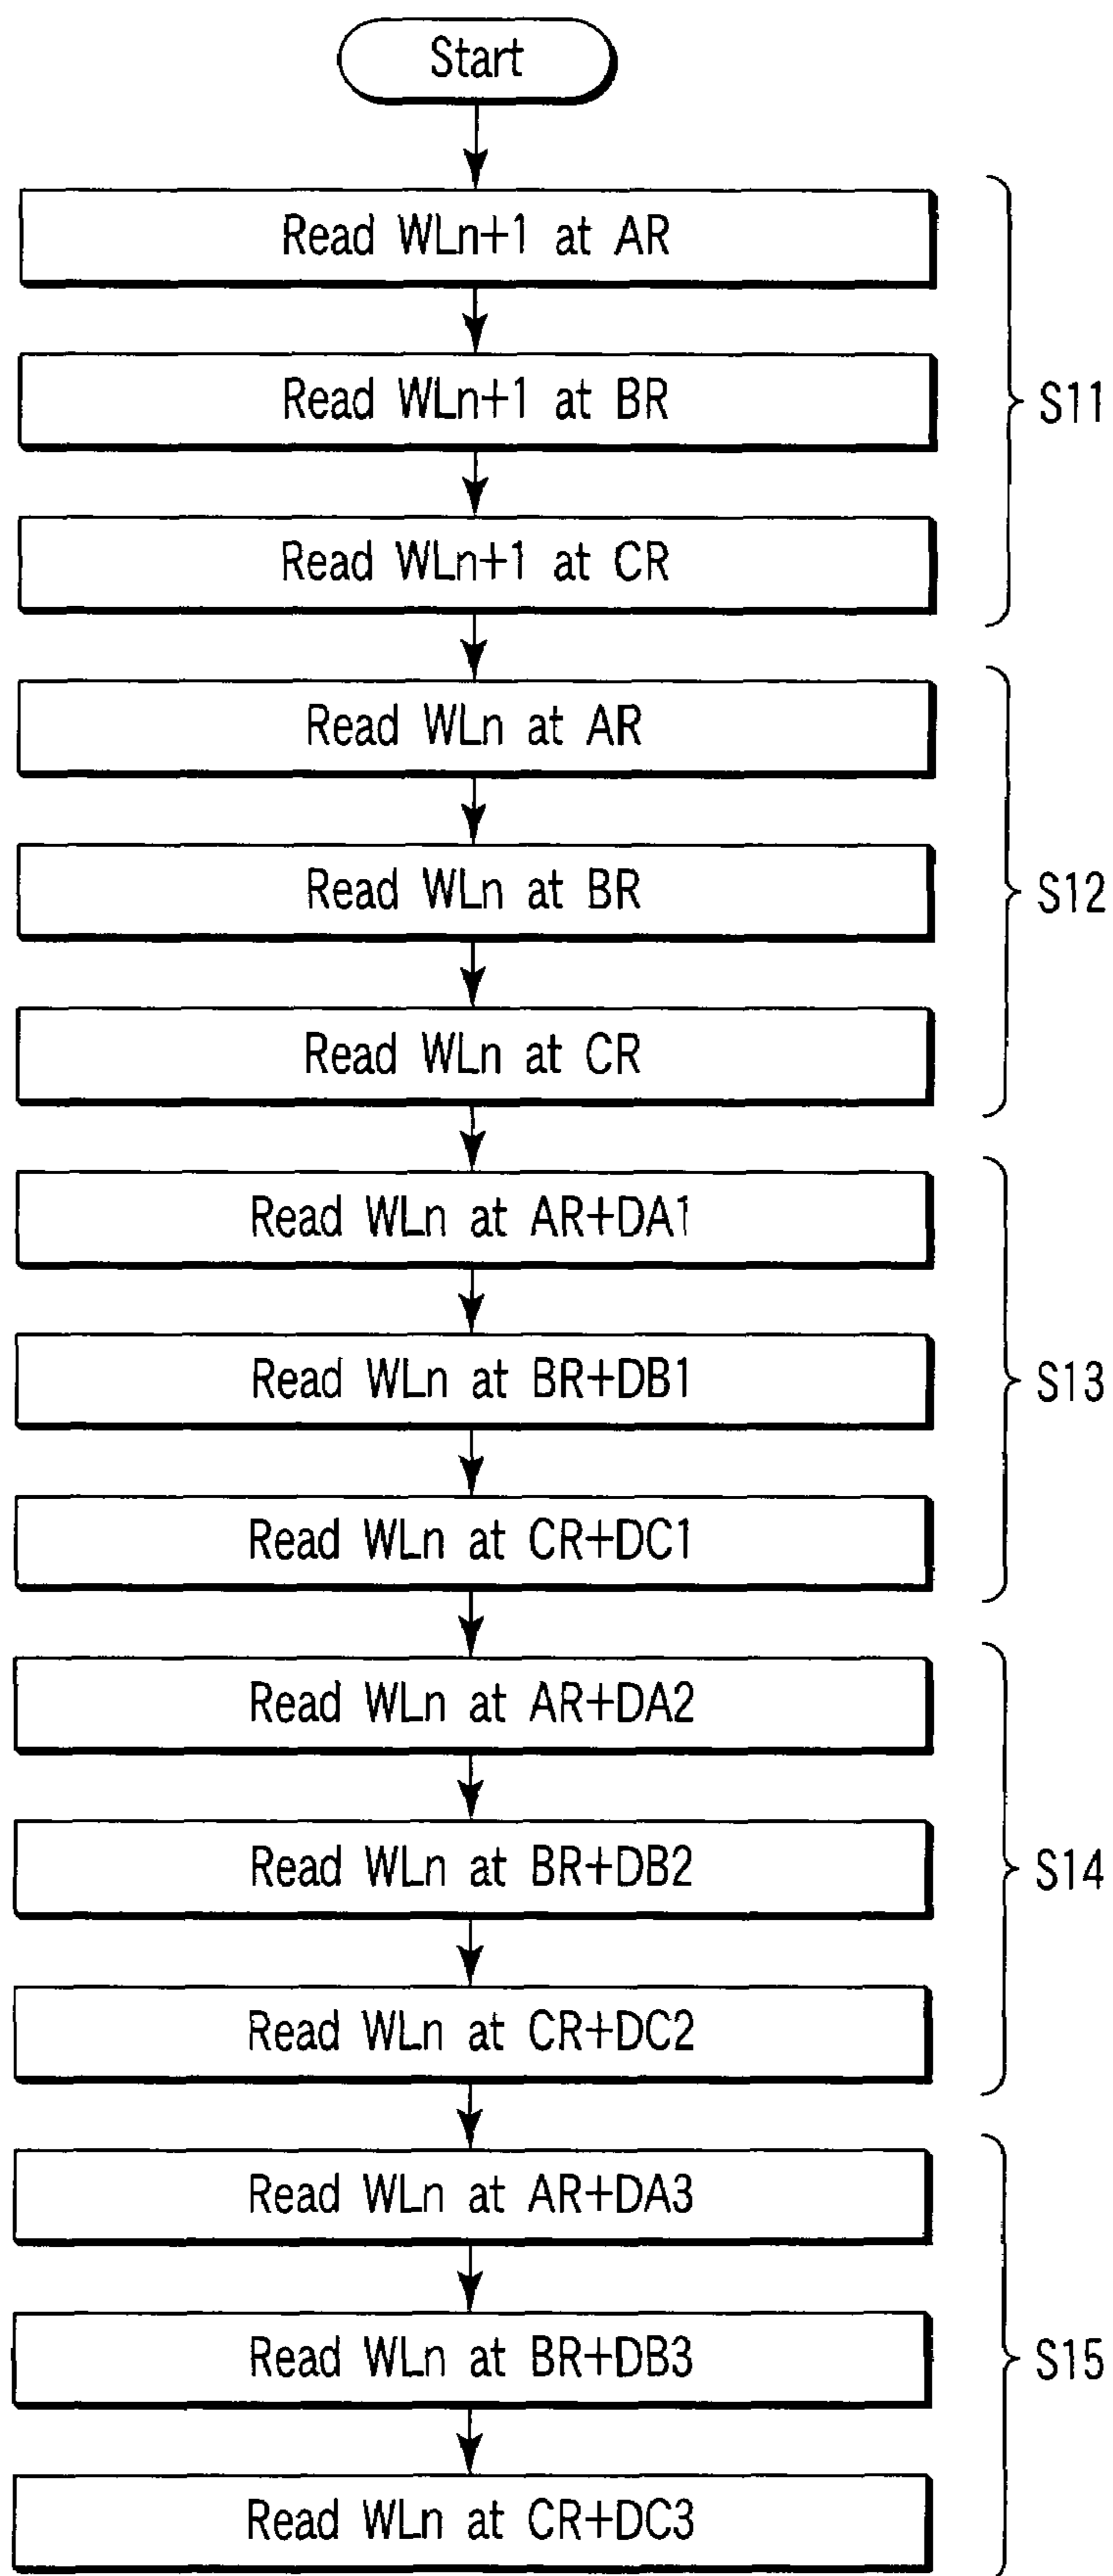 Start
Read WLn+1 at AR
Read WLn+1 at BR
S11
Read WLn+1 at CR
Read WLn at AR
Read WLn at BR
S12
Read WLn at CR
Read WLn at AR+DA1
Read WLn at BR+DB1
S13
Read WLn at CR+DC1
Read WLn at AR+DA2
Read WLn at BR+DB2
S14
Read WLn at CR+DC2
Read WLn at AR+DA3
Read WLn at BR+DB3
S15
Read WLn at CR+DC3